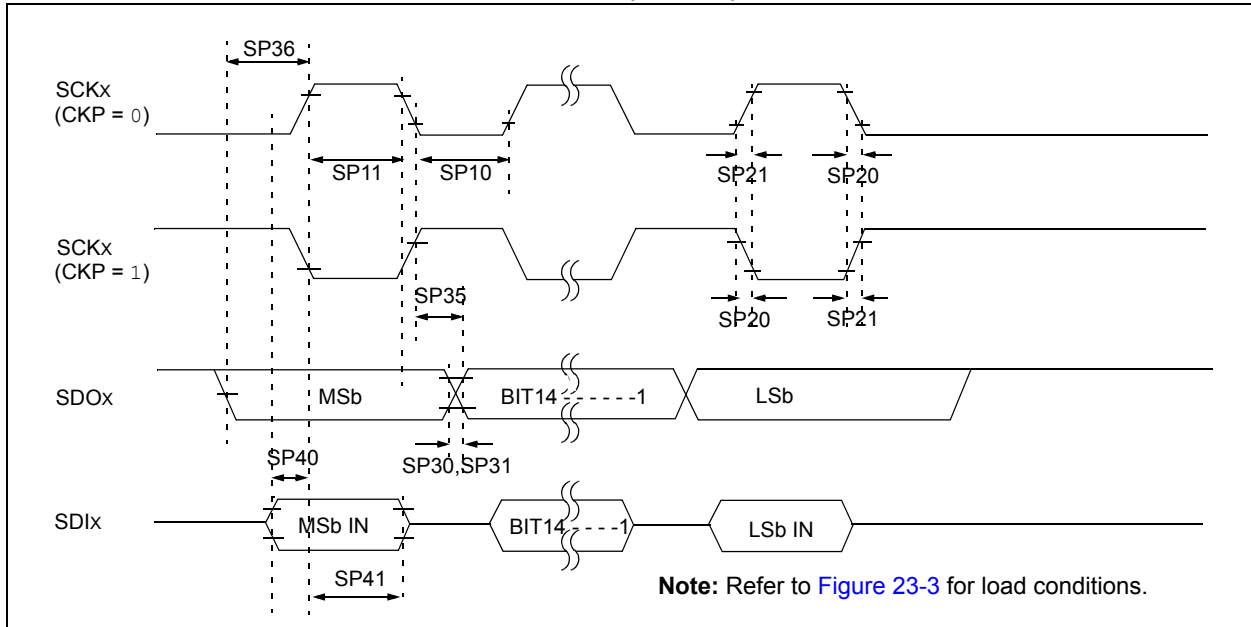 SP36
SCKx
(CKP = 0)
SP11
SP10
SP21
SP20
SCKx
(CKP = 1)
SP35
SP20
SP21
SDOx
MSb
BIT14 - - - - - -1
LSb
SP40
SP30,SP31
SDIx
MSb IN
BIT14 - - - - -1
LSb IN
SP41
Note: Refer to Figure 23-3 for load conditions.